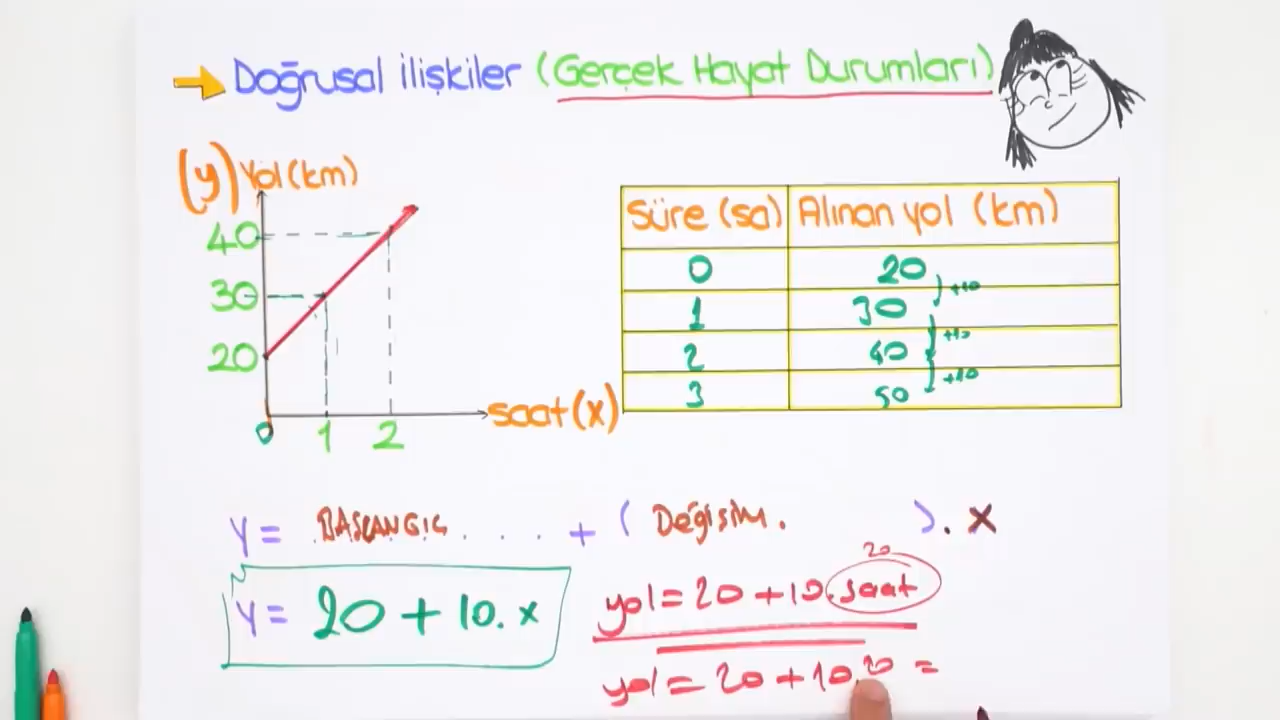 Doğrusal İlişkiler (Gerçek Hayat Durumları)
(y) Yol (km)
40
30
20
0 1 2
saat (x)
Süre (sa) Alınan yol (km)
0 20
+10
1 30
+10
2 40
+10
3 50
y = BAŞLANGIÇ . . . . + ( Değişim. ) . x
y = 20 + 10. x
20
yol = 20 + 10. saat
yol = 20 + 10.20 =